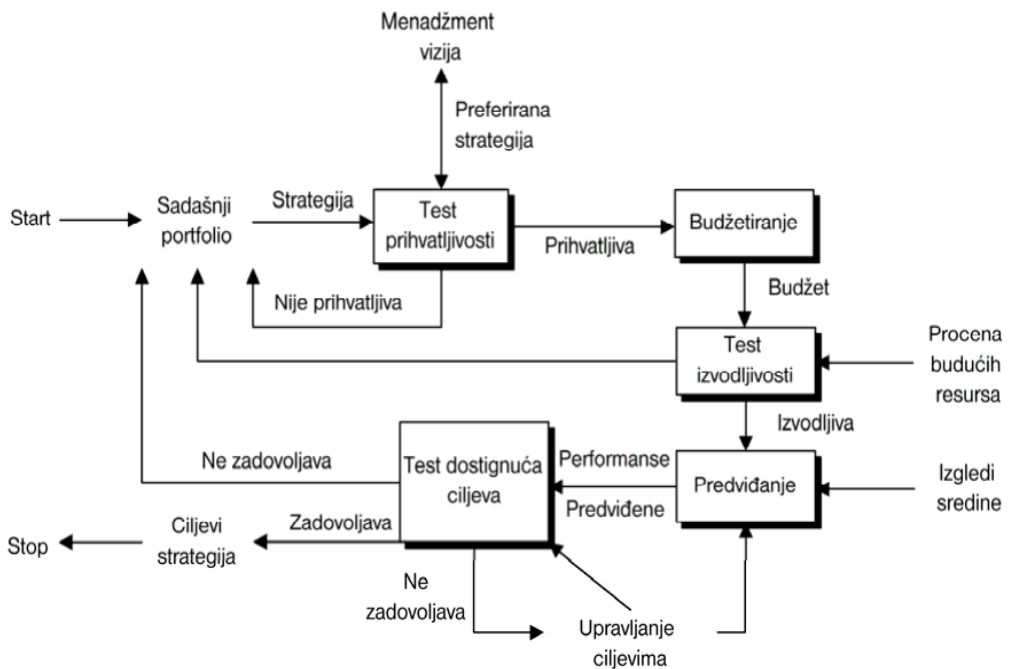 Menadžment
vizija
Preferirana
strategija
Start
Sadašnji
portfolio
Strategija
Test
prihvatljivosti
Prihvatljiva
Budžetiranje
Nije prihvatljiva
Budžet
Test
izvodljivosti
Procena
budućih
resursa
Izvodljiva
Ne zadovoljava
Test dostignuća
ciljeva
Performanse
Predviđene
Predviđanje
Izgledi
sredine
Stop
Ciljevi
strategija
Zadovoljava
Ne
zadovoljava
Upravljanje
ciljevima